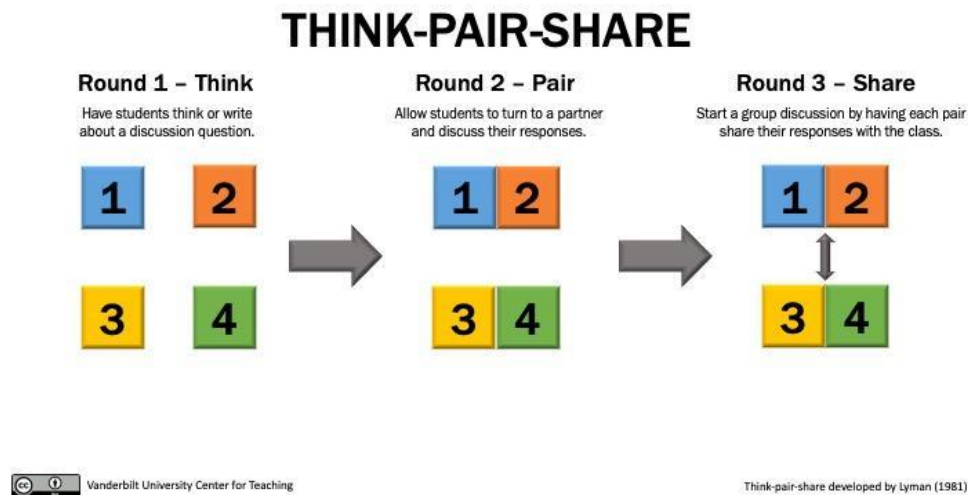 THINK-PAIR-SHARE
Round 1 – Think
Have students think or write
about a discussion question.
1
2
3
4
Round 2 – Pair
Allow students to turn to a partner
and discuss their responses.
1
2
3
4
Round 3 – Share
Start a group discussion by having each pair
share their responses with the class.
1
2
3
4
cc
Vanderbilt University Center for Teaching
Think-pair-share developed by Lyman (1981)